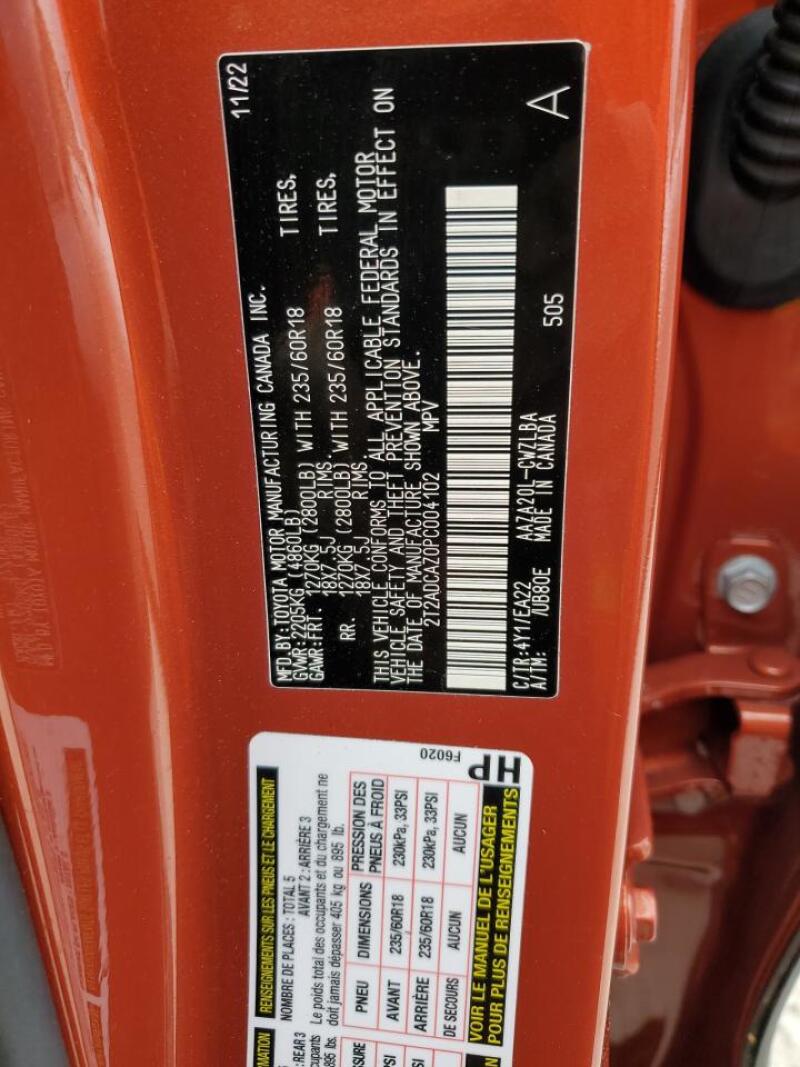 MFD.BY:TOYOTA MOTOR MANUFACTURING CANADA INC. 11/22
GVWR:2205KG (4860LB)
GAWR:FRT. 1270KG (2800LB) WITH 235/60R18 TIRES,
18X7.5J RIMS.
RR. 1270KG (2800LB) WITH 235/60R18 TIRES,
18X7.5J RIMS.
THIS VEHICLE CONFORMS TO ALL APPLICABLE FEDERAL MOTOR
VEHICLE SAFETY AND THEFT PREVENTION STANDARDS IN EFFECT ON
THE DATE OF MANUFACTURE SHOWN ABOVE.
2T2ADCAZ0PC004102 MPV
C/TR:4Y1/EA22 AAZA20L-CWZLBA 505 A
A/TM: /UB80E MADE IN CANADA
RENSEIGNEMENTS SUR LES PNEUS ET LE CHARGEMENT
NOMBRE DE PLACES : TOTAL 5
AVANT 2 : ARRIÈRE 3
Le poids total des occupants et du chargement ne
doit jamais dépasser 405 kg ou 895 lb.
PNEU DIMENSIONS PRESSION DES PNEUS À FROID
AVANT 235/60R18 230kPa, 33PSI
ARRIÈRE 235/60R18 230kPa, 33PSI
DE SECOURS AUCUN AUCUN
VOIR LE MANUEL DE L'USAGER
POUR PLUS DE RENSEIGNEMENTS
F6020
HP
:REAR 3
895 lbs.